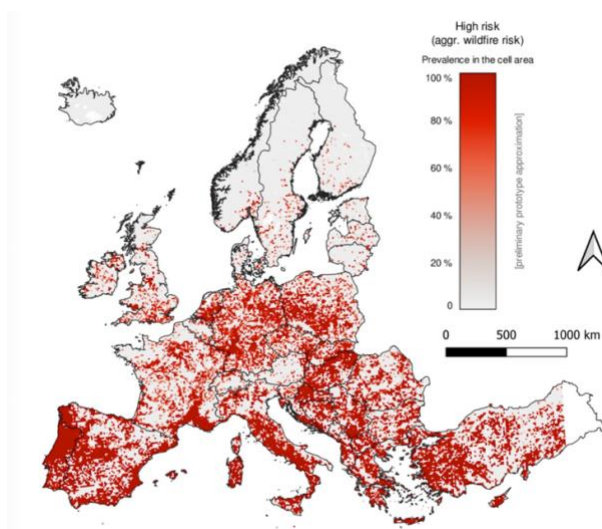 High risk
(aggr. wildfire risk)
Prevalence in the cell area
100 %
80 %
60 %
40 %
20 %
0
[preliminary prototype approximation]
0 500 1000 km